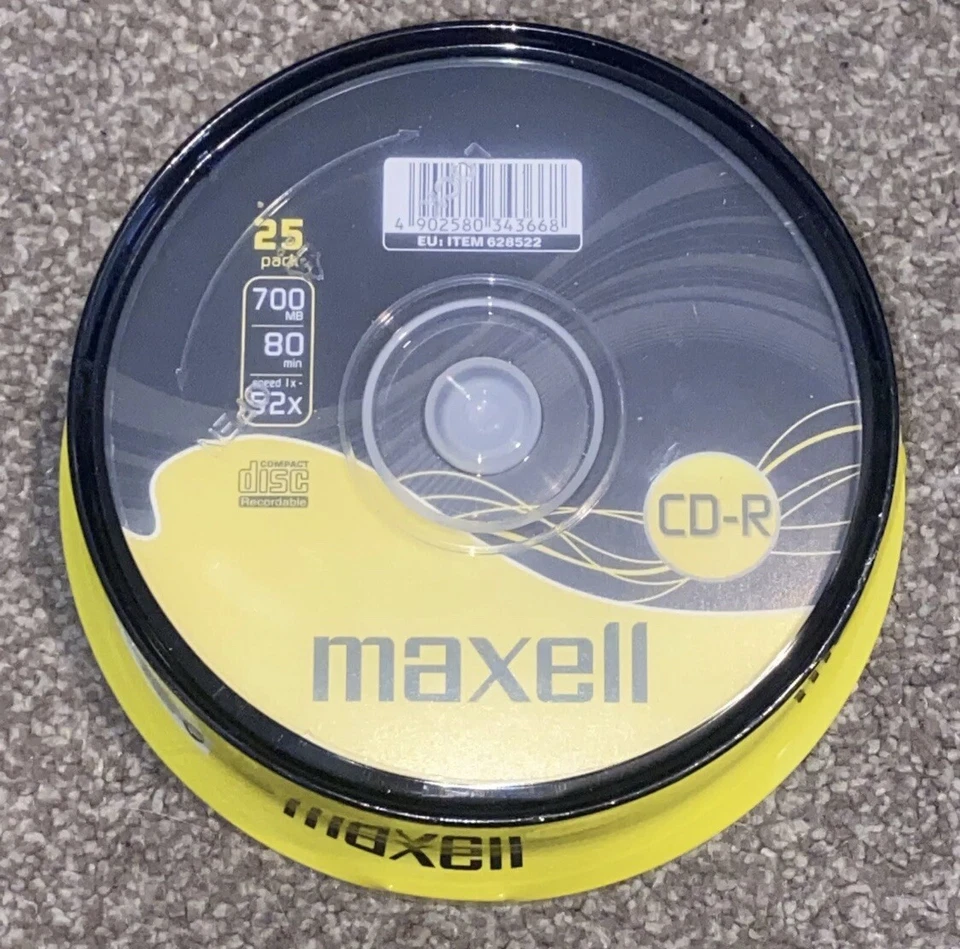 4 902580 343668
EU: ITEM 628522
25
pack
700
MB
80
min
speed 1x-
52x
COMPACT
disc
Recordable
CD-R
maxell
maxell